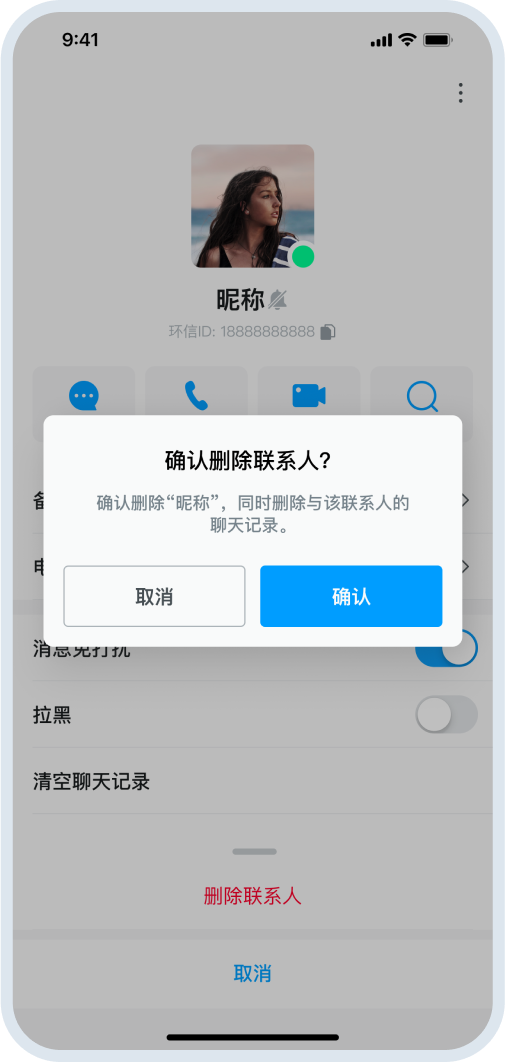 9:41
昵称
环信ID: 18888888888
确认删除联系人?
确认删除“昵称”，同时删除与该联系人的
聊天记录。
取消 确认
消息免打扰
拉黑
清空聊天记录
删除联系人
取消